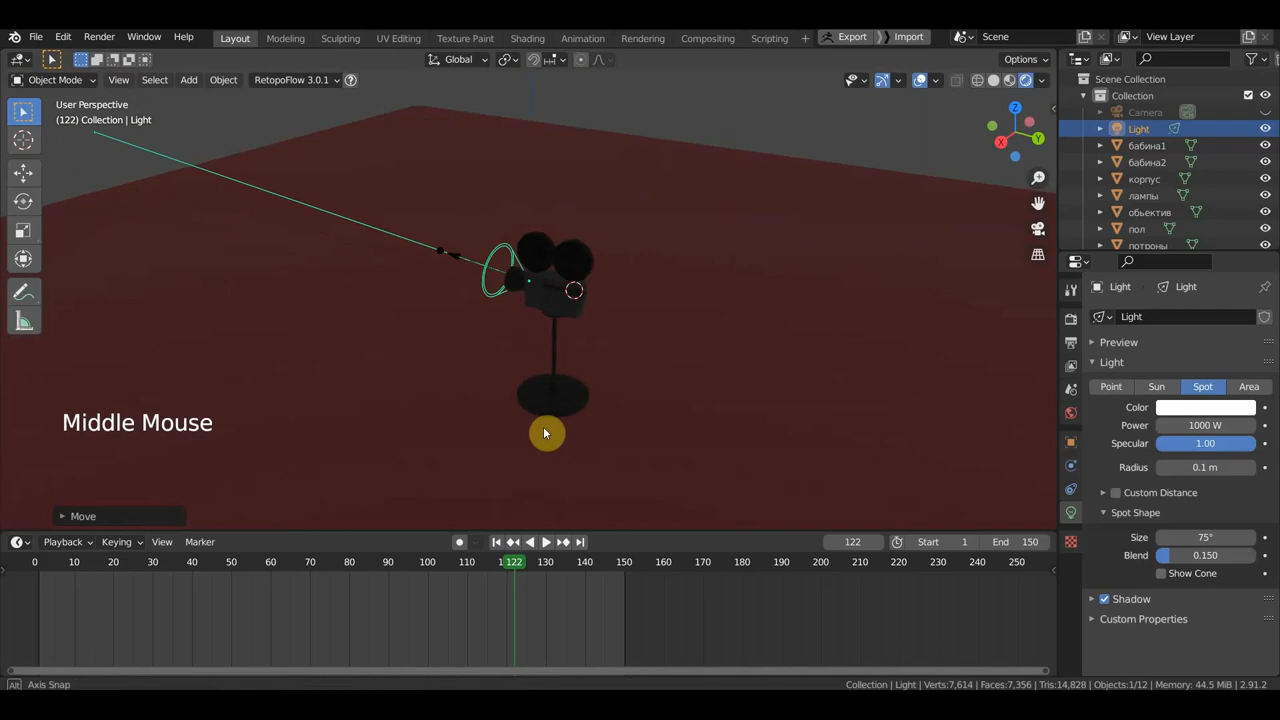 File Edit Render Window Help Layout Modeling Sculpting UV Editing Texture Paint Shading Animation Rendering Compositing Scripting + Export Import Scene View Layer
Global Options
Object Mode View Select Add Object RetopoFlow 3.0.1
User Perspective
(122) Collection | Light
Scene Collection
Collection
Camera
Light
бабина1
бабина2
корпус
лампы
обьектив
пол
потроны
X
Y
Z
Light Light
Light
Preview
Light
Point Sun Spot Area
Color
Power 1000 W
Specular 1.00
Radius 0.1 m
Custom Distance
Spot Shape
Size 75°
Blend 0.150
Show Cone
Shadow
Custom Properties
Middle Mouse
Move
Playback Keying View Marker 122 Start 1 End 150
0 10 20 30 40 50 60 70 80 90 100 110 122 130 140 150 160 170 180 190 200 210 220 230 240 250
Alt Axis Snap
Collection | Light | Verts:7,614 | Faces:7,356 | Tris:14,828 | Objects:1/12 | Memory: 44.5 MiB | 2.91.2